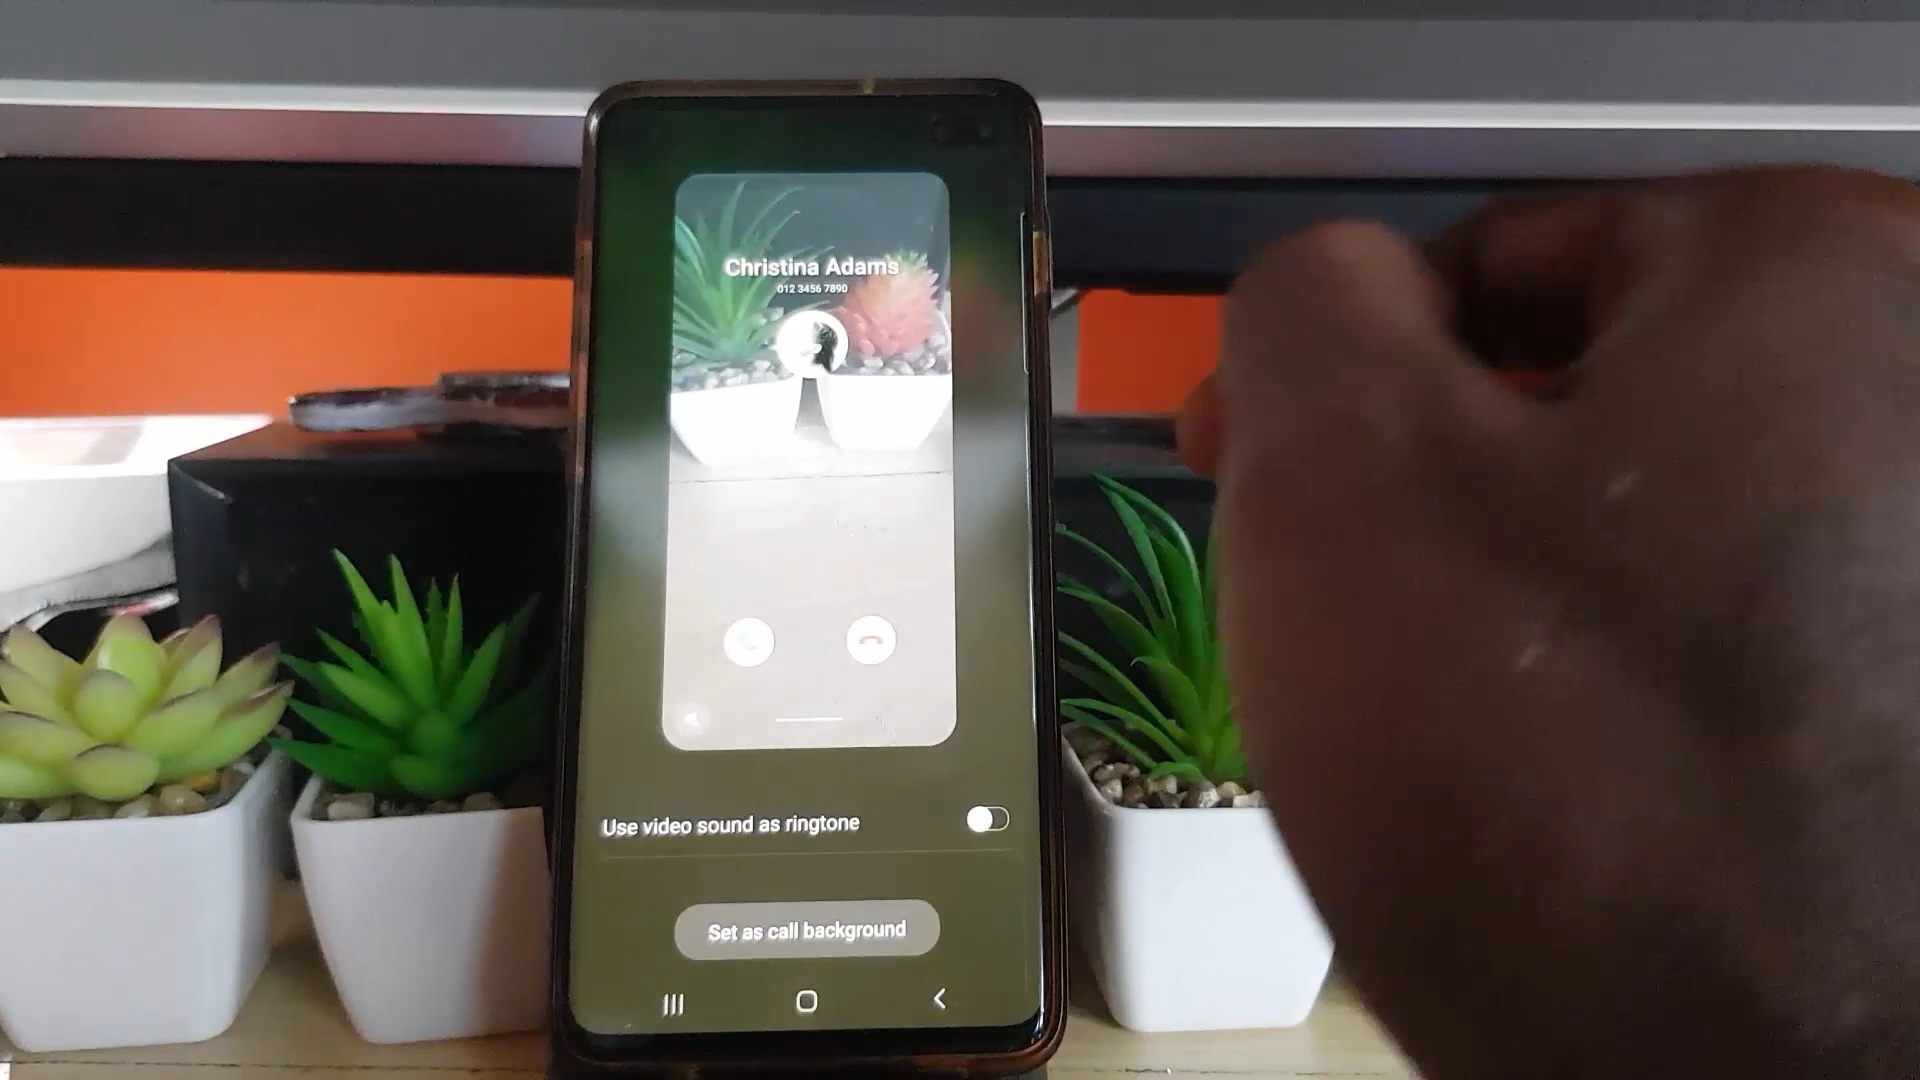 Christina Adams
012 3456 7890
Use video sound as ringtone
Set as call background